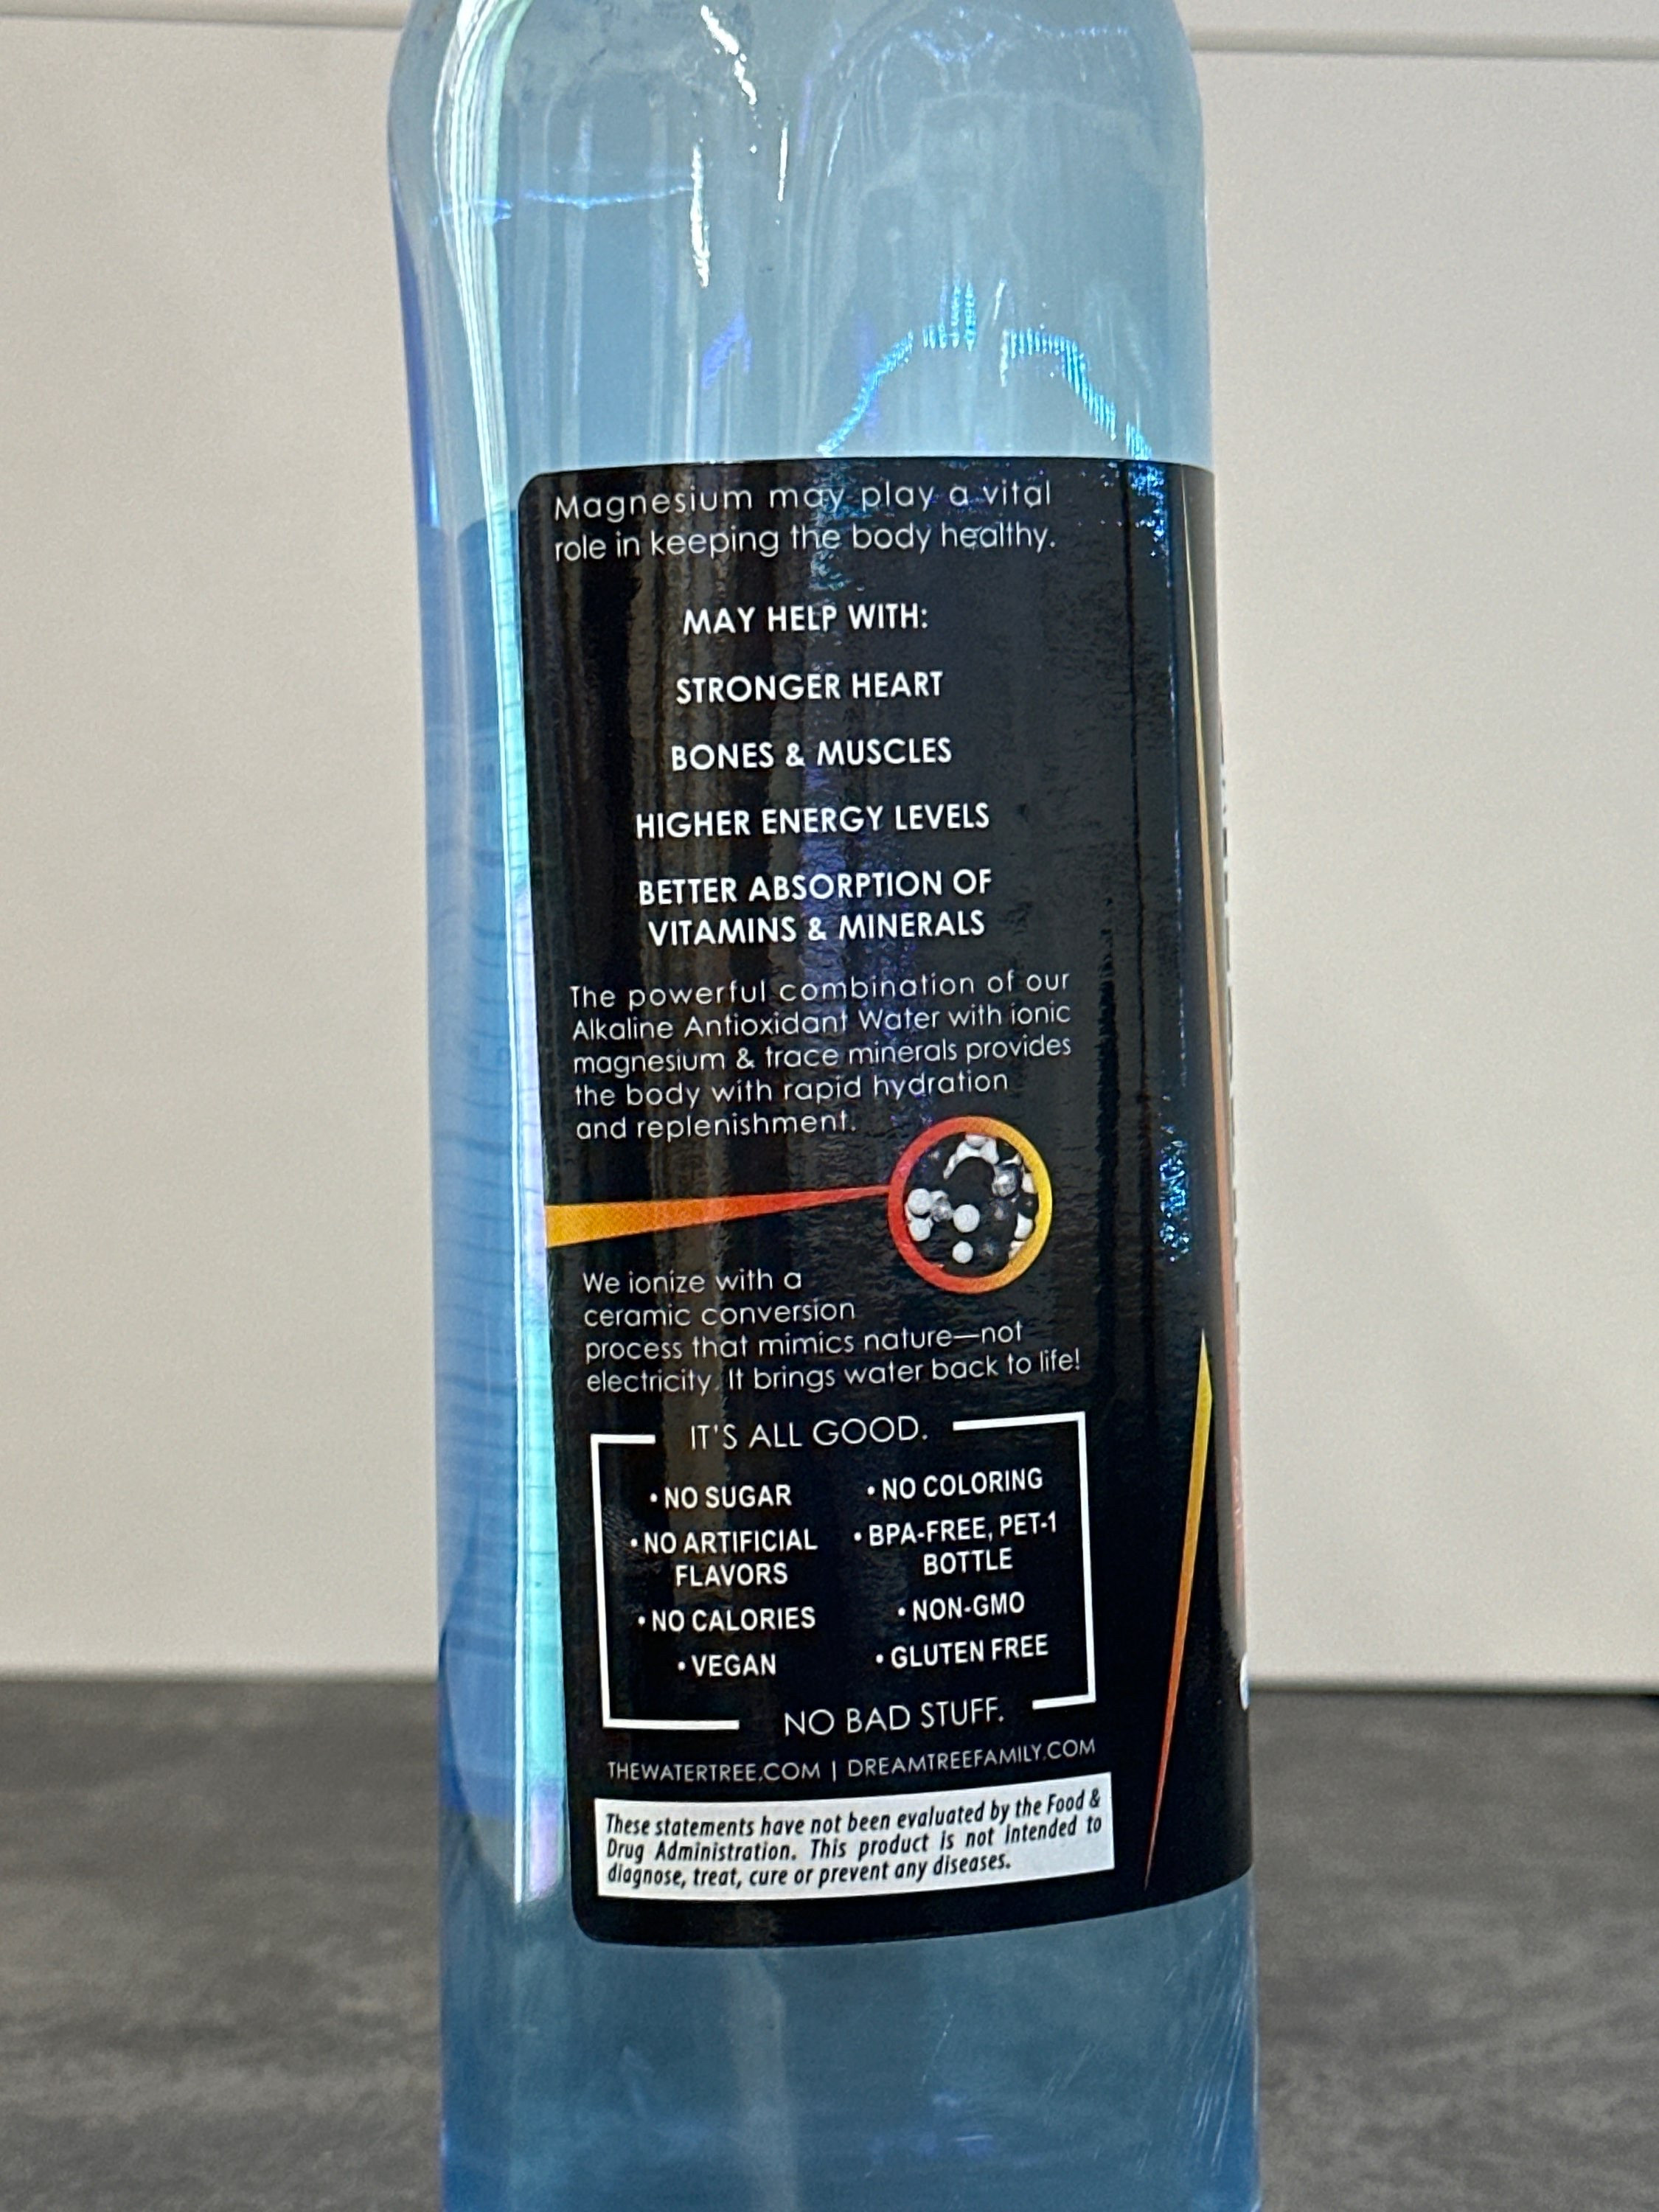 Magnesium may play a vital
role in keeping the body healthy.
MAY HELP WITH:
STRONGER HEART
BONES & MUSCLES
HIGHER ENERGY LEVELS
BETTER ABSORPTION OF
VITAMINS & MINERALS
The powerful combination of our
Alkaline Antioxidant Water with ionic
magnesium & trace minerals provides
the body with rapid hydration
and replenishment.
We ionize with a
ceramic conversion
process that mimics nature—not
electricity. It brings water back to life!
IT'S ALL GOOD.
• NO SUGAR
• NO ARTIFICIAL
FLAVORS
• NO CALORIES
• VEGAN
• NO COLORING
• BPA-FREE, PET-1
BOTTLE
• NON-GMO
• GLUTEN FREE
NO BAD STUFF.
THEWATERTREE.COM | DREAMTREEFAMILY.COM
These statements have not been evaluated by the Food &
Drug Administration. This product is not intended to
diagnose, treat, cure or prevent any diseases.